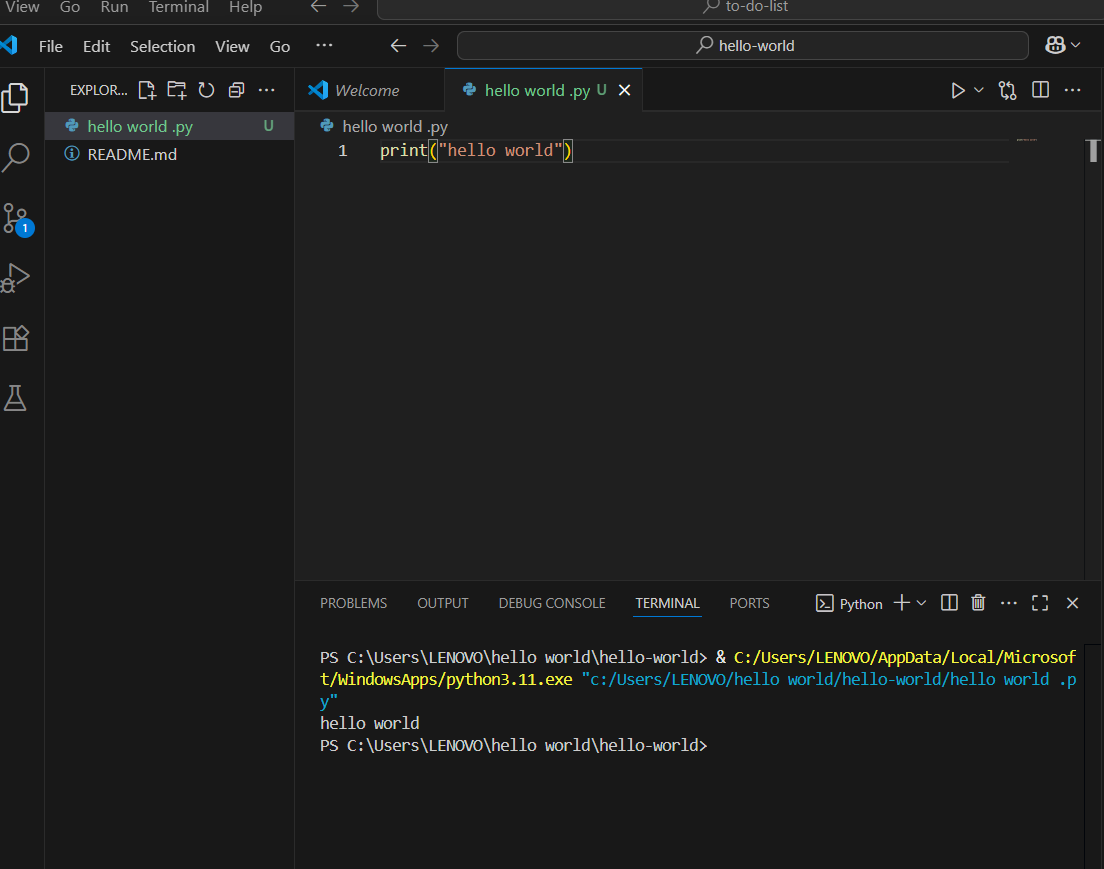 View Go Run Terminal Help to-do-list
File Edit Selection View Go hello-world
EXPLOR... Welcome hello world .py U
hello world .py U
README.md
1
hello world .py
1 print("hello world")
PROBLEMS OUTPUT DEBUG CONSOLE TERMINAL PORTS Python
PS C:\Users\LENOVO\hello world\hello-world> & C:/Users/LENOVO/AppData/Local/Microsof
t/WindowsApps/python3.11.exe "c:/Users/LENOVO/hello world/hello-world/hello world .p
y"
hello world
PS C:\Users\LENOVO\hello world\hello-world>